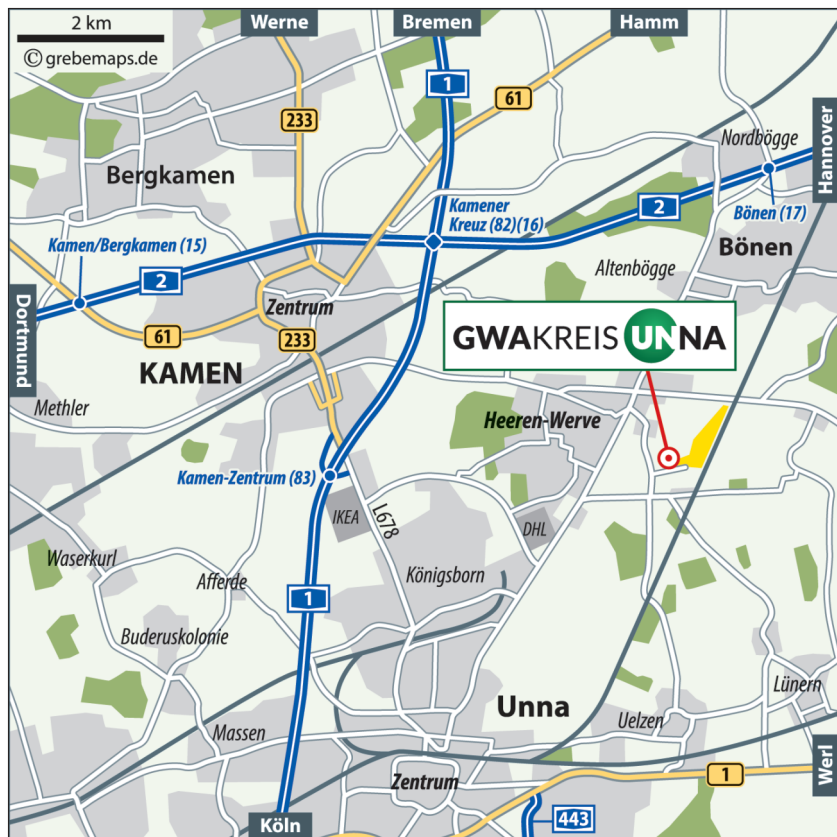 2 km
© grebemaps.de
Werne
Bremen
Hamm
1
61
233
Nordbögge
Hannover
Bergkamen
Kamener
Kreuz (82)(16)
2
Bönen (17)
Kamen/Bergkamen (15)
Bönen
Altenbögge
2
Dortmund
Zentrum
61
233
GWAKREIS UNNA
KAMEN
Methler
Heeren-Werve
Kamen-Zentrum (83)
IKEA
L678
DHL
Waserkurl
Afferde
Königsborn
1
Buderuskolonie
Lünern
Unna
Uelzen
Massen
Werl
Zentrum
1
Köln
443